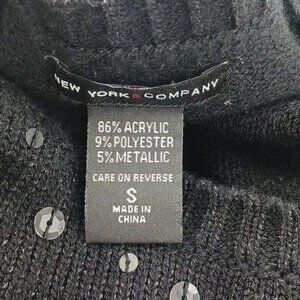 NEW YORK & COMPANY
86% ACRYLIC
9% POLYESTER
5% METALLIC
CARE ON REVERSE
S
MADE IN
CHINA